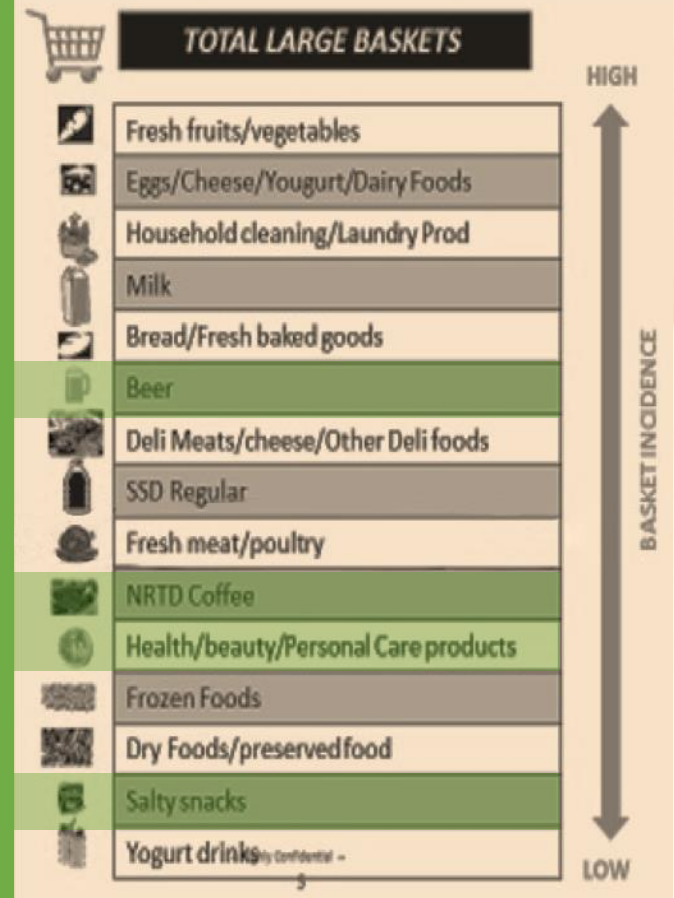 TOTAL LARGE BASKETS
HIGH
Fresh fruits/vegetables
Eggs/Cheese/Yougurt/Dairy Foods
Household cleaning/Laundry Prod
Milk
Bread/Fresh baked goods
Beer
Deli Meats/cheese/Other Deli foods
SSD Regular
Fresh meat/poultry
NRTD Coffee
Health/beauty/Personal Care products
Frozen Foods
Dry Foods/preserved food
Salty snacks
Yogurt drinks Confidential –
BASKET INCIDENCE
LOW